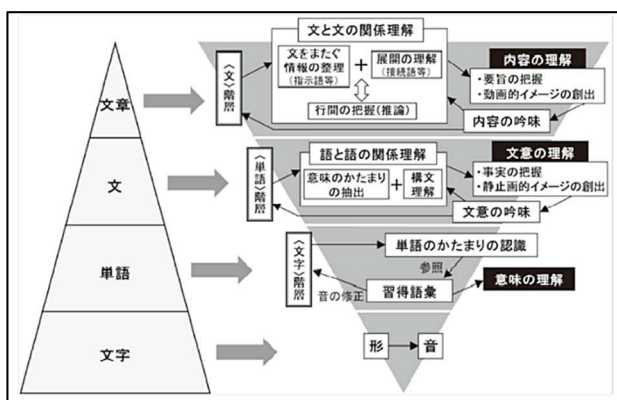 文章
文
単語
文字
〈文〉階層
文と文の関係理解
文をまたぐ
情報の整理
(指示語等)
+
展開の理解
(接続語等)
行間の把握(推論)
内容の理解
・要旨の把握
・動画的イメージの創出
内容の吟味
〈単語〉階層
語と語の関係理解
意味のかたまり
の抽出
+
構文
理解
文意の理解
・事実の把握
・静止画的イメージの創出
文意の吟味
〈文字〉階層
単語のかたまりの認識
参照
音の修正
習得語彙
意味の理解
形
音